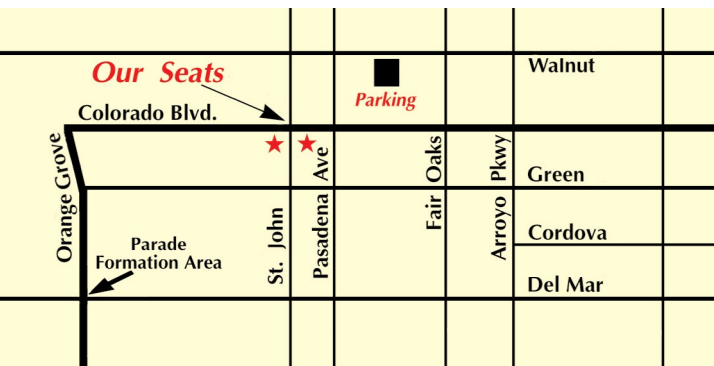 Walnut
Our Seats
Parking
Colorado Blvd.
Orange Grove
Pasadena Ave
Fair Oaks
Arroyo Pkwy
Green
St. John
Cordova
Parade
Formation Area
Del Mar